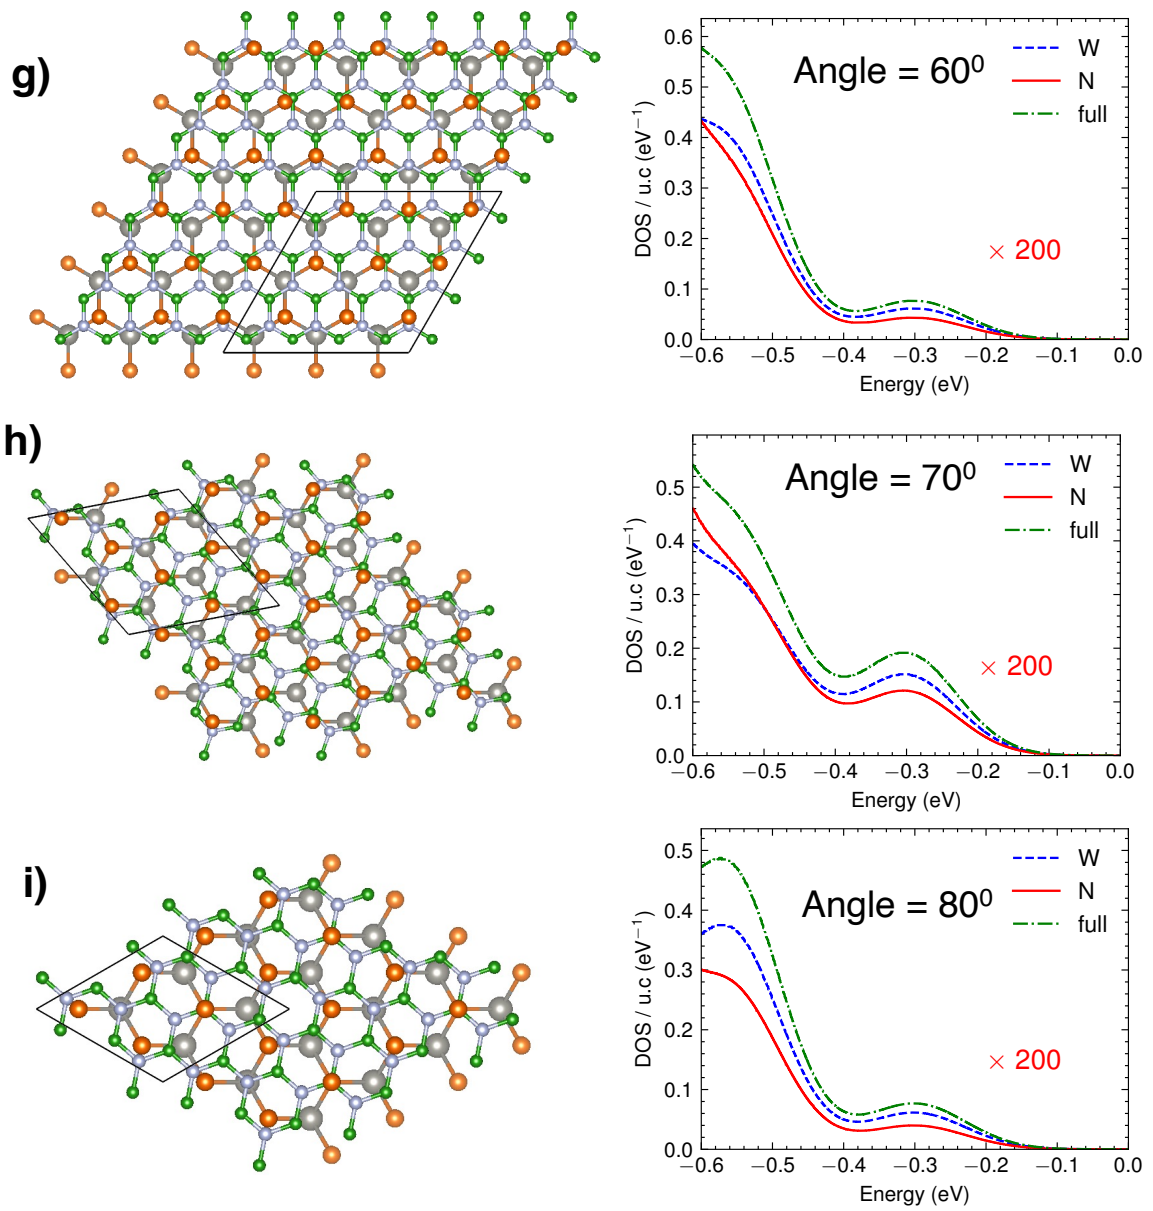 g)
Angle = 60⁰
W
N
full
× 200
DOS / u.c (eV⁻¹)
0.6
0.5
0.4
0.3
0.2
0.1
0.0
−0.6 −0.5 −0.4 −0.3 −0.2 −0.1 0.0
Energy (eV)
h)
Angle = 70⁰
W
N
full
× 200
DOS / u.c (eV⁻¹)
0.5
0.4
0.3
0.2
0.1
0.0
−0.6 −0.5 −0.4 −0.3 −0.2 −0.1 0.0
Energy (eV)
i)
Angle = 80⁰
W
N
full
× 200
DOS / u.c (eV⁻¹)
0.5
0.4
0.3
0.2
0.1
0.0
−0.6 −0.5 −0.4 −0.3 −0.2 −0.1 0.0
Energy (eV)